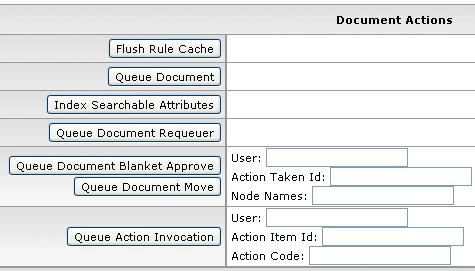 Document Actions
Flush Rule Cache
Queue Document
Index Searchable Attributes
Queue Document Requeuer
Queue Document Blanket Approve
Queue Document Move
User:
Action Taken Id:
Node Names:
Queue Action Invocation
User:
Action Item Id:
Action Code: